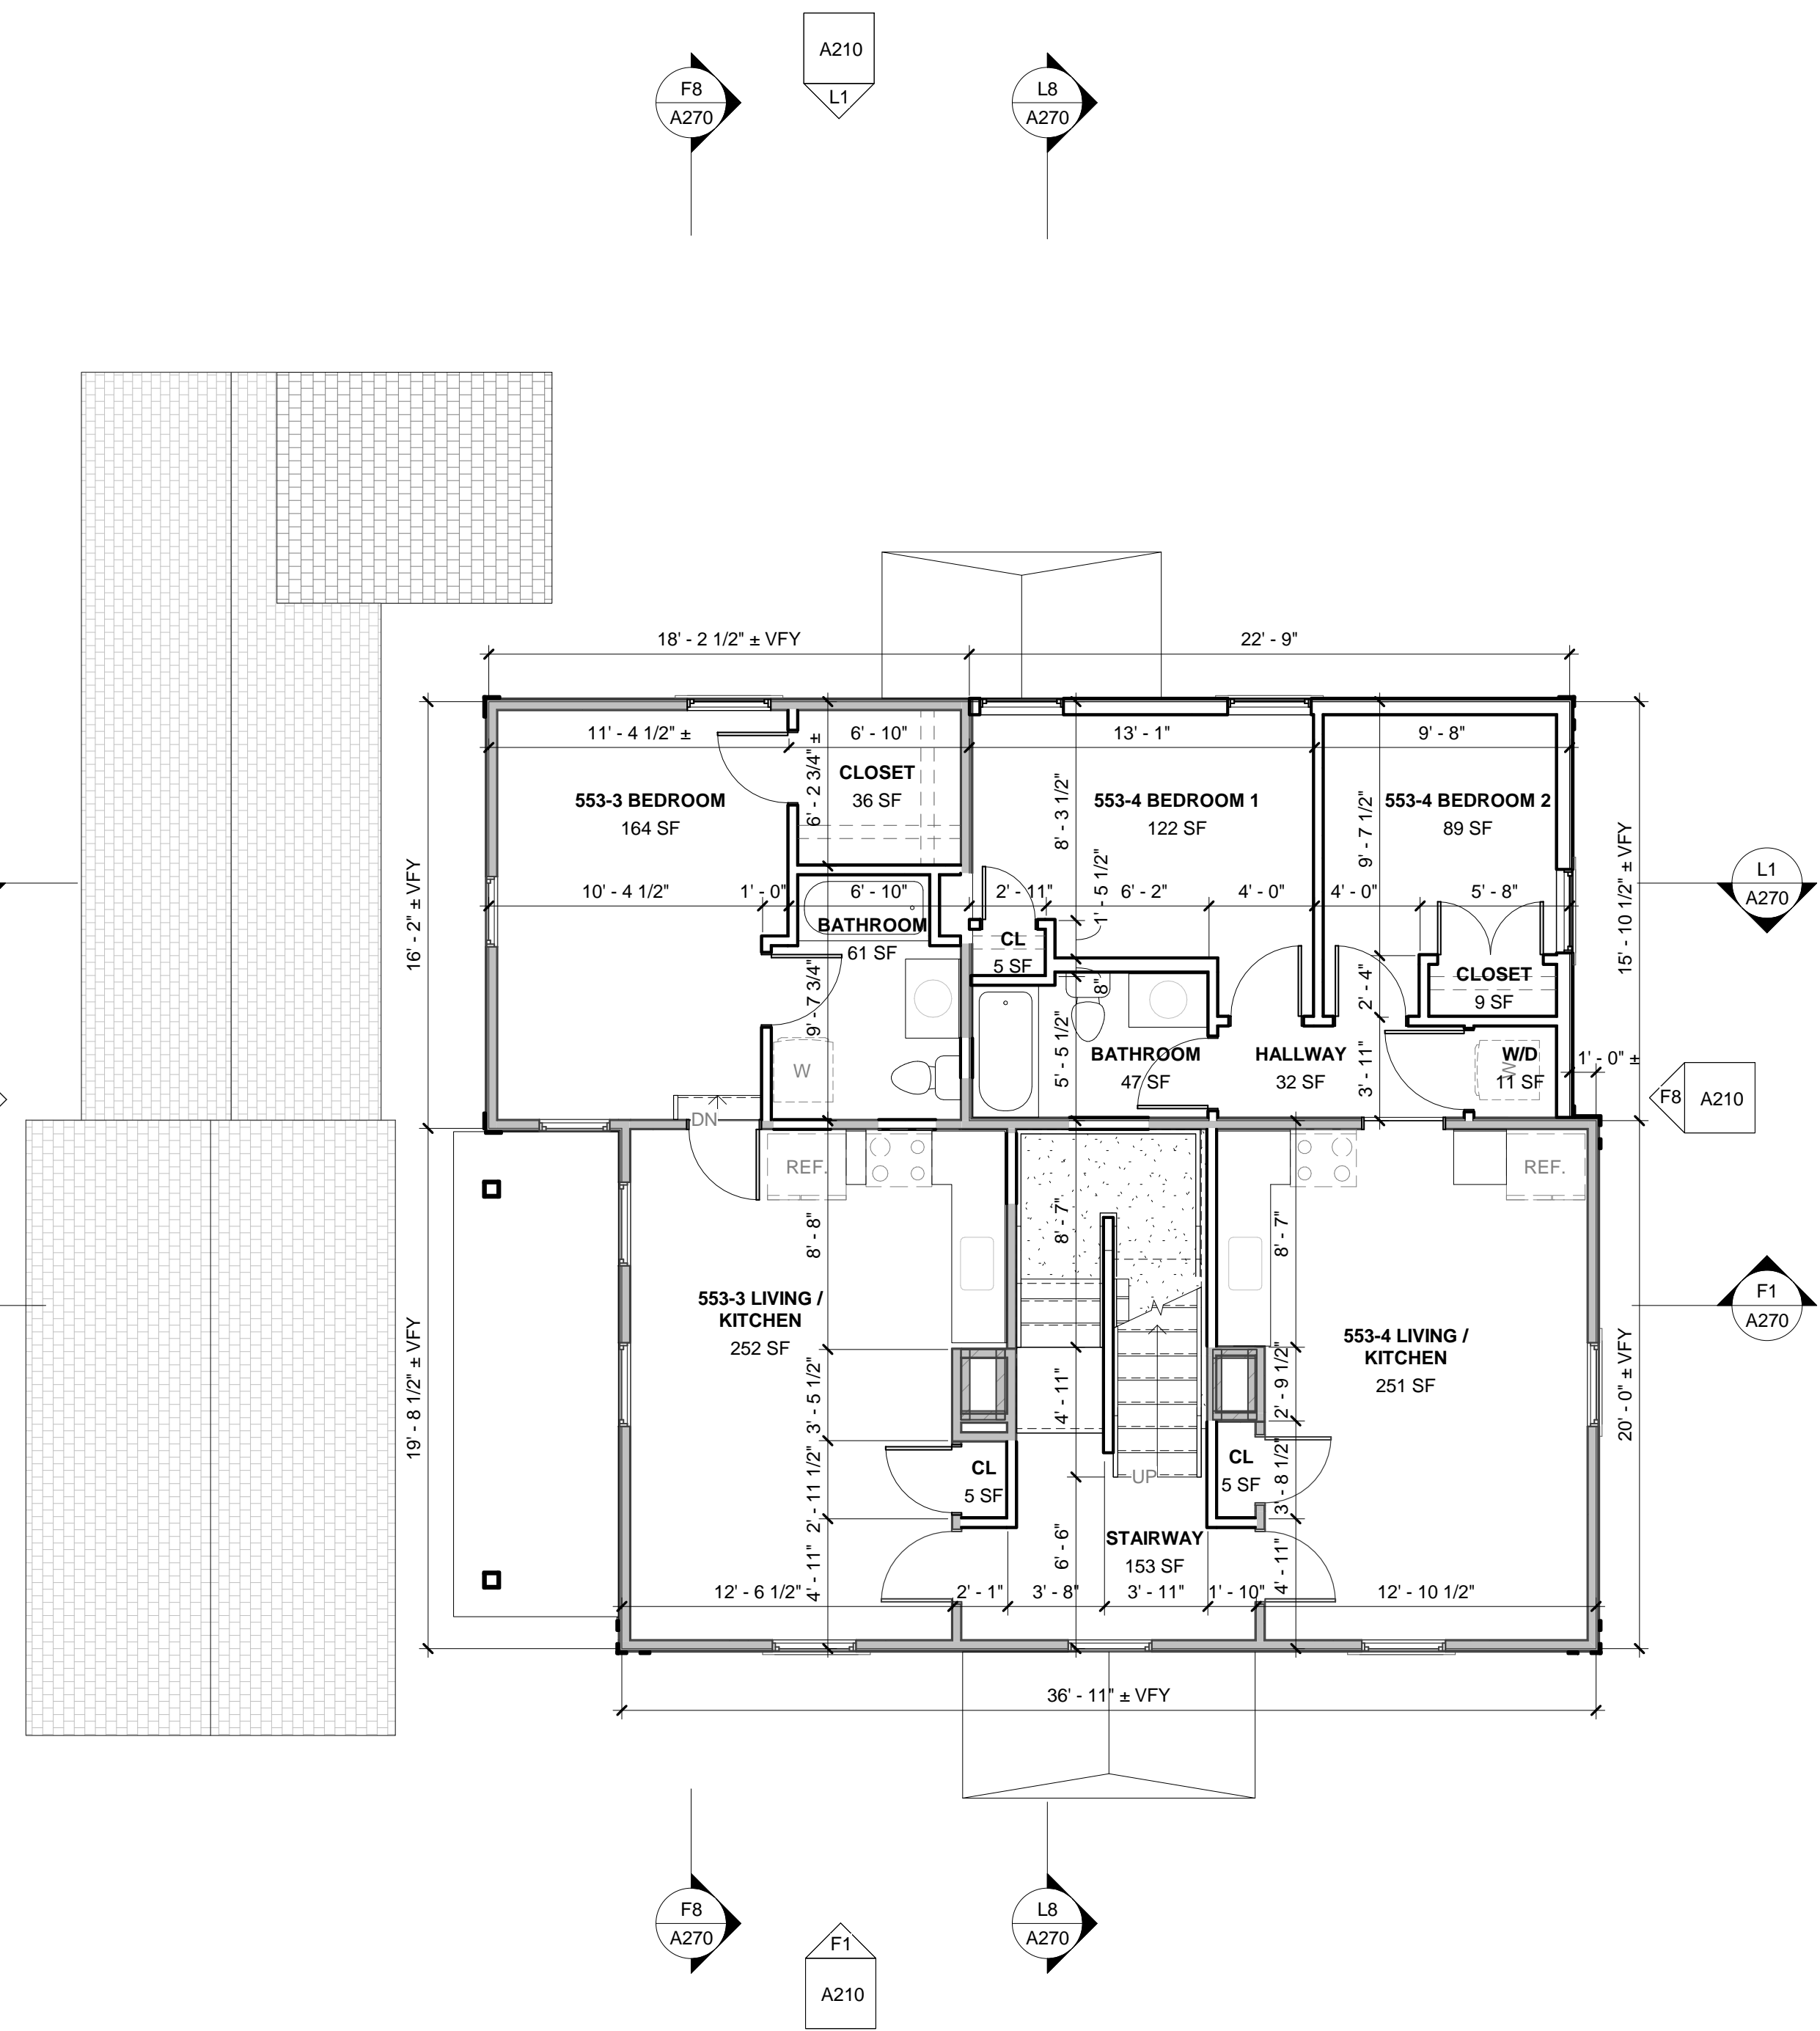 A210
L1
F8
A270
L8
A270
18' - 2 1/2" ± VFY
22' - 9"
11' - 4 1/2" ±
6' - 10"
13' - 1"
9' - 8"
6' - 2 3/4" ±
CLOSET
36 SF
553-3 BEDROOM
164 SF
8' - 3 1/2"
553-4 BEDROOM 1
122 SF
9' - 7 1/2"
553-4 BEDROOM 2
89 SF
16' - 2" ± VFY
15' - 10 1/2" ± VFY
10' - 4 1/2"
1' - 0"
6' - 10"
2' - 11"
1' - 5 1/2"
6' - 2"
4' - 0"
4' - 0"
5' - 8"
L1
A270
BATHROOM
61 SF
CL
5 SF
CLOSET
9 SF
9' - 7 3/4"
8"
2' - 4"
5' - 5 1/2"
BATHROOM
47 SF
HALLWAY
32 SF
3' - 11"
W/D
11 SF
W
1' - 0" ±
W
F8
A210
DN
REF.
REF.
8' - 8"
8' - 7"
8' - 7"
553-3 LIVING /
KITCHEN
252 SF
553-4 LIVING /
KITCHEN
251 SF
F1
A270
19' - 8 1/2" ± VFY
20' - 0" ± VFY
3' - 5 1/2"
4' - 11"
2' - 9 1/2"
2' - 11 1/2"
CL
5 SF
UP
CL
5 SF
3' - 8 1/2"
4' - 11"
6' - 6"
STAIRWAY
153 SF
4' - 11"
12' - 6 1/2"
2' - 1"
3' - 8"
3' - 11"
1' - 10"
12' - 10 1/2"
36' - 11" ± VFY
F8
A270
L8
A270
F1
A210